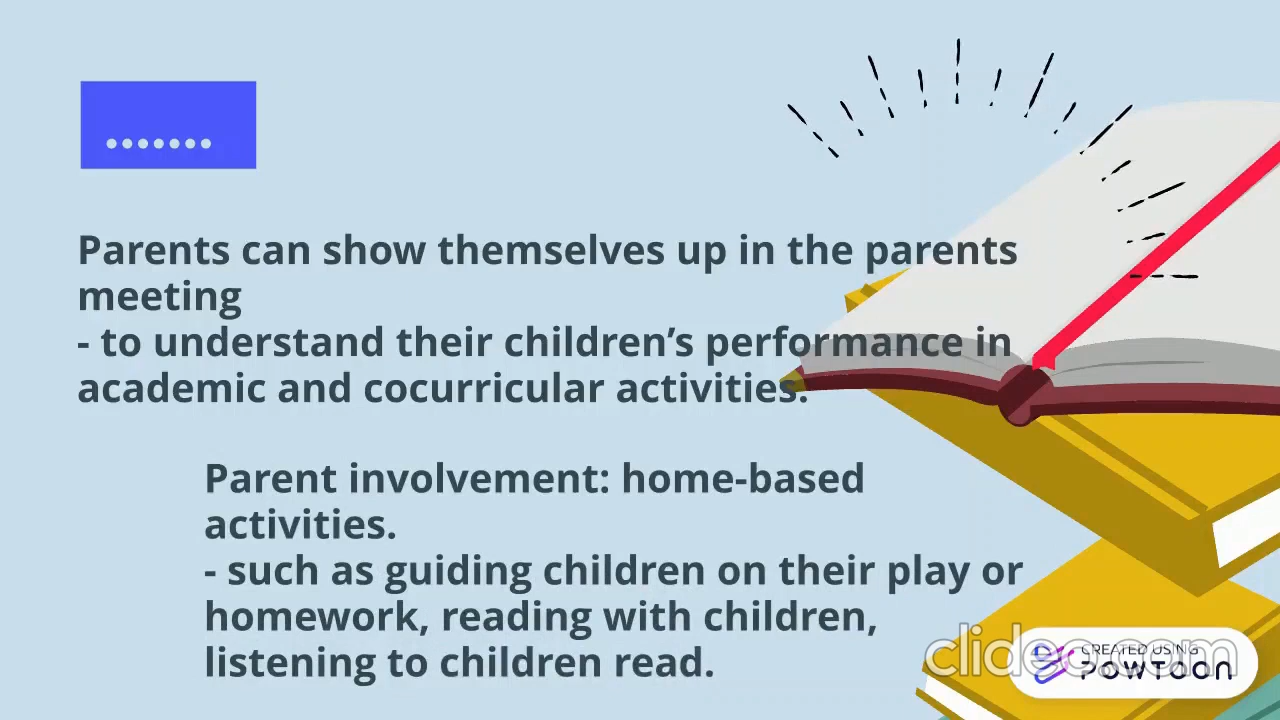 .......
Parents can show themselves up in the parents
meeting
- to understand their children’s performance in
academic and cocurricular activities.
Parent involvement: home-based
activities.
- such as guiding children on their play or
homework, reading with children,
listening to children read.
clideo.com
CREATED USING
POWTOON